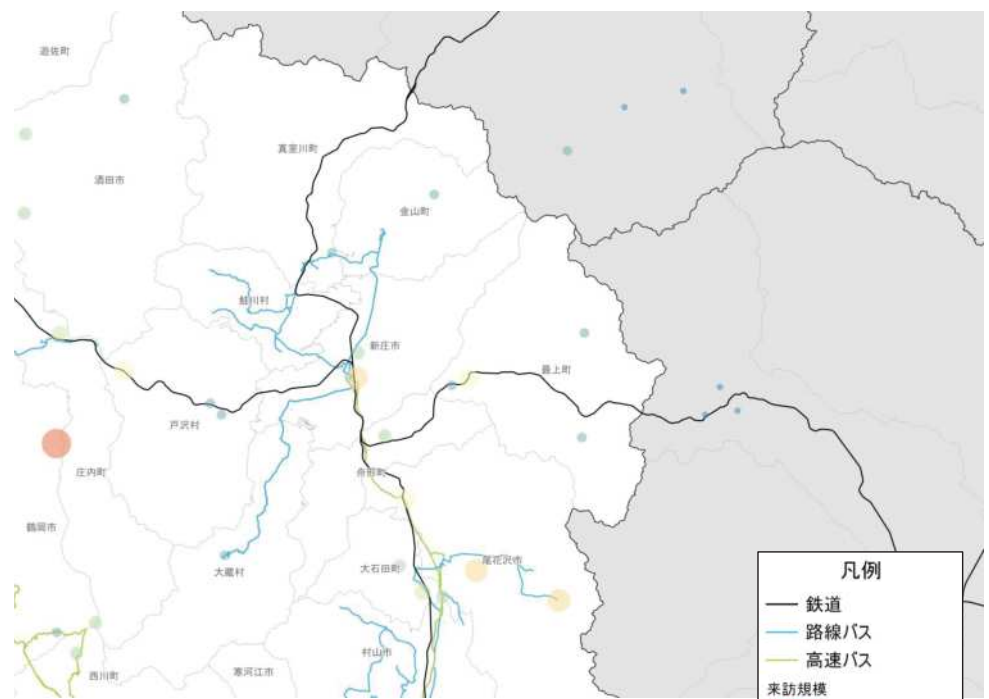 遊佐町
真室川町
酒田市
金山町
鮭川村
新庄市
最上町
戸沢村
庄内町
舟形町
鶴岡市
大蔵村
大石田町
尾花沢市
村山市
西川町
寒河江市
凡例
鉄道
路線バス
高速バス
来訪規模